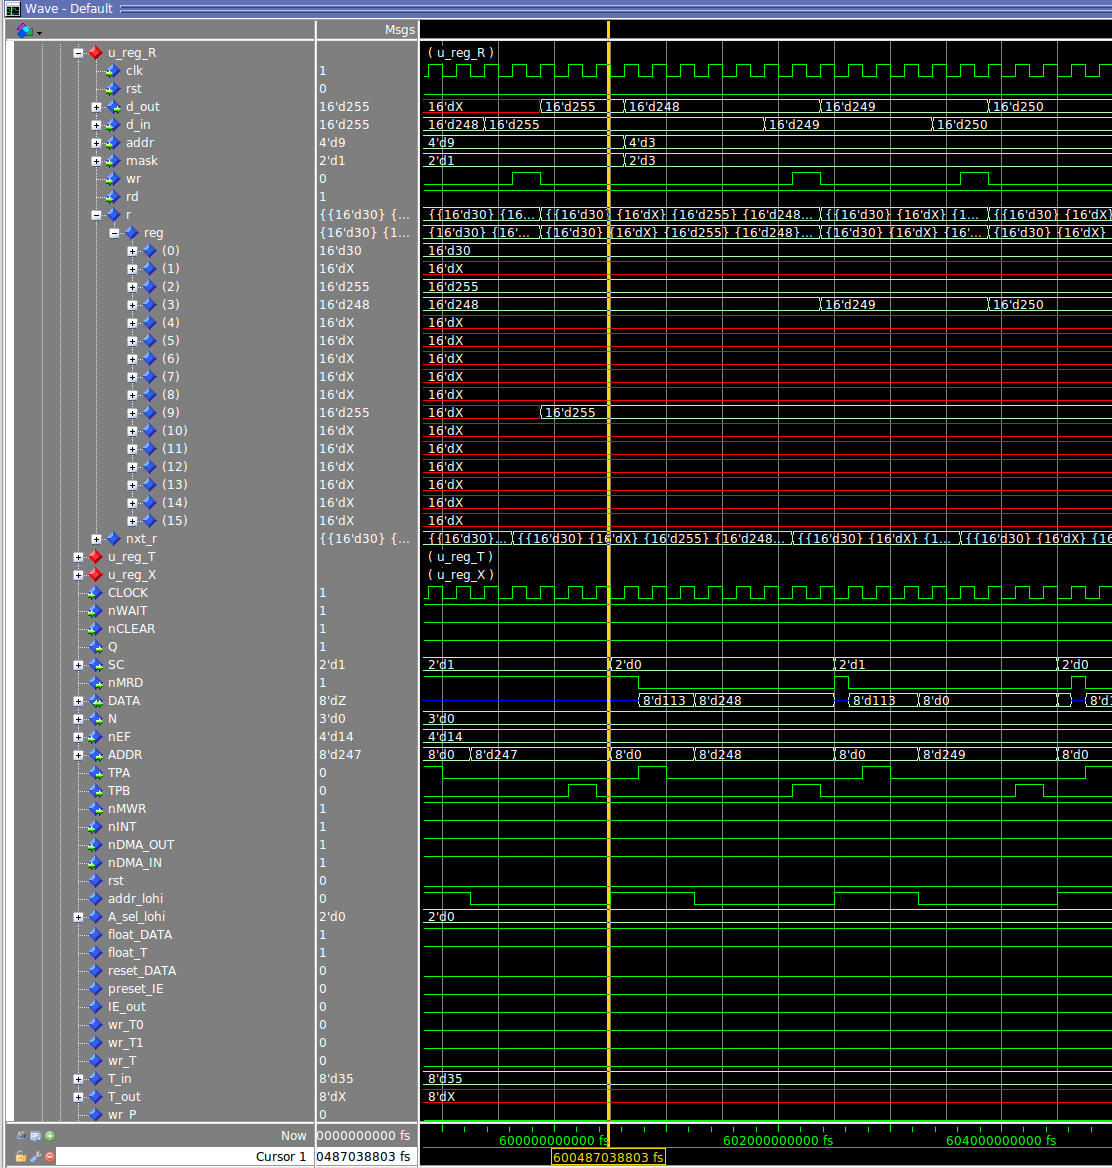 Wave - Default
Msgs
u_reg_R ( u_reg_R )
clk 1
rst 0
d_out 16'd255 16'dX 16'd255 16'd248 16'd249 16'd250
d_in 16'd255 16'd248 16'd255 16'd249 16'd250
addr 4'd9 4'd9 4'd3
mask 2'd1 2'd1 2'd3
wr 0
rd 1
r {{16'd30} {... {{16'd30} {16... {{16'd30} {16'dX} {16'd255} {16'd248... {{16'd30} {16'dX} {1... {{16'd30} {16'dX}
reg {16'd30} {1... {16'd30} {16'... {{16'd30} {16'dX} {16'd255} {16'd248}... {{16'd30} {16'dX} {16'... {{16'd30} {16'dX}
(0) 16'd30 16'd30
(1) 16'dX 16'dX
(2) 16'd255 16'd255
(3) 16'd248 16'd248 16'd249 16'd250
(4) 16'dX 16'dX
(5) 16'dX 16'dX
(6) 16'dX 16'dX
(7) 16'dX 16'dX
(8) 16'dX 16'dX
(9) 16'd255 16'dX 16'd255
(10) 16'dX 16'dX
(11) 16'dX 16'dX
(12) 16'dX 16'dX
(13) 16'dX 16'dX
(14) 16'dX 16'dX
(15) 16'dX 16'dX
nxt_r {{16'd30} {... {{16'd30}... {{16'd30} {16'dX} {16'd255} {16'd248... {{16'd30} {16'dX} {1... {{16'd30} {16'dX} {16
u_reg_T ( u_reg_T )
u_reg_X ( u_reg_X )
CLOCK 1
nWAIT 1
nCLEAR 1
Q 1
SC 2'd1 2'd1 2'd0 2'd1 2'd0
nMRD 1
DATA 8'dZ 8'd113 8'd248 8'd113 8'd0 8'd1
N 3'd0 3'd0
nEF 4'd14 4'd14
ADDR 8'd247 8'd0 8'd247 8'd0 8'd248 8'd0 8'd249 8'd0
TPA 0
TPB 0
nMWR 1
nINT 1
nDMA_OUT 1
nDMA_IN 1
rst 0
addr_lohi 0
A_sel_lohi 2'd0 2'd0
float_DATA 1
float_T 1
reset_DATA 0
preset_IE 0
IE_out 0
wr_T0 0
wr_T1 0
wr_T 0
T_in 8'd35 8'd35
T_out 8'dX 8'dX
wr_P 0
Now 0000000000 fs 600000000000 fs 602000000000 fs 604000000000 fs
Cursor 1 0487038803 fs 600487038803 fs